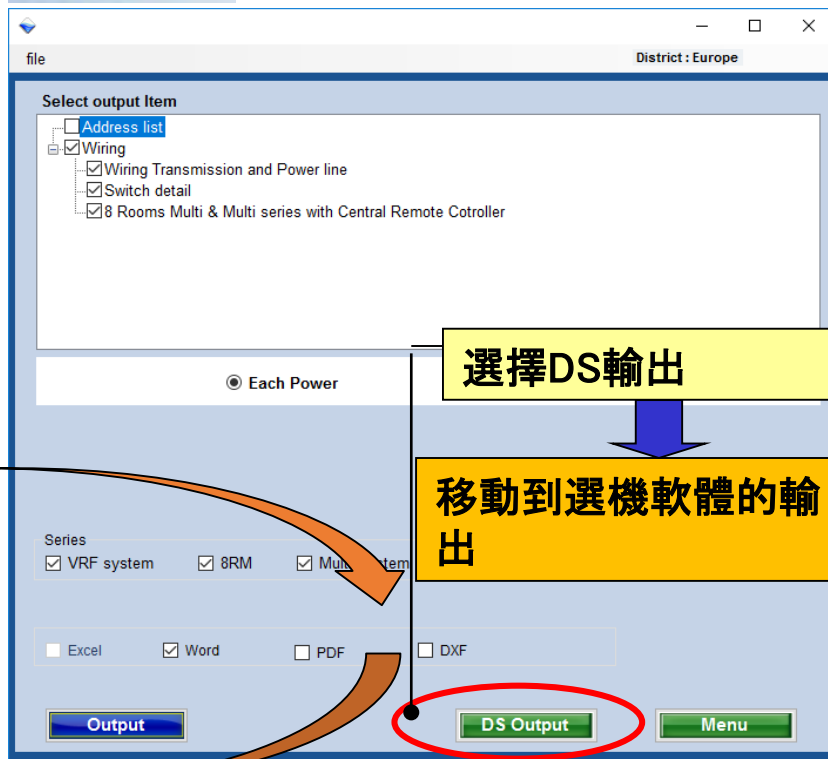 file
District : Europe
Select output Item
Address list
Wiring
Wiring Transmission and Power line
Switch detail
8 Rooms Multi & Multi series with Central Remote Cotroller
選擇DS輸出
Each Power
移動到選機軟體的輸
出
Series
VRF system 8RM
Excel Word PDF DXF
Output DS Output Menu